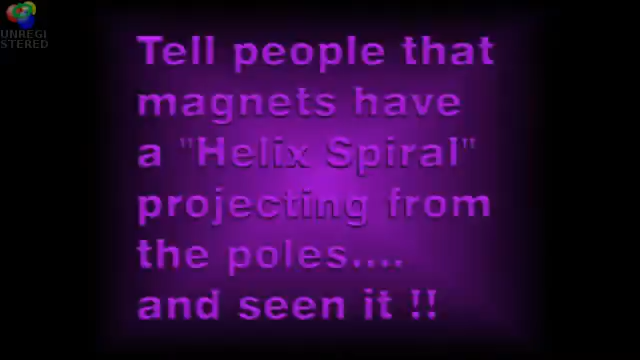 UNREGI
STERED
Tell people that
magnets have
a "Helix Spiral"
projecting from
the poles....
and seen it !!